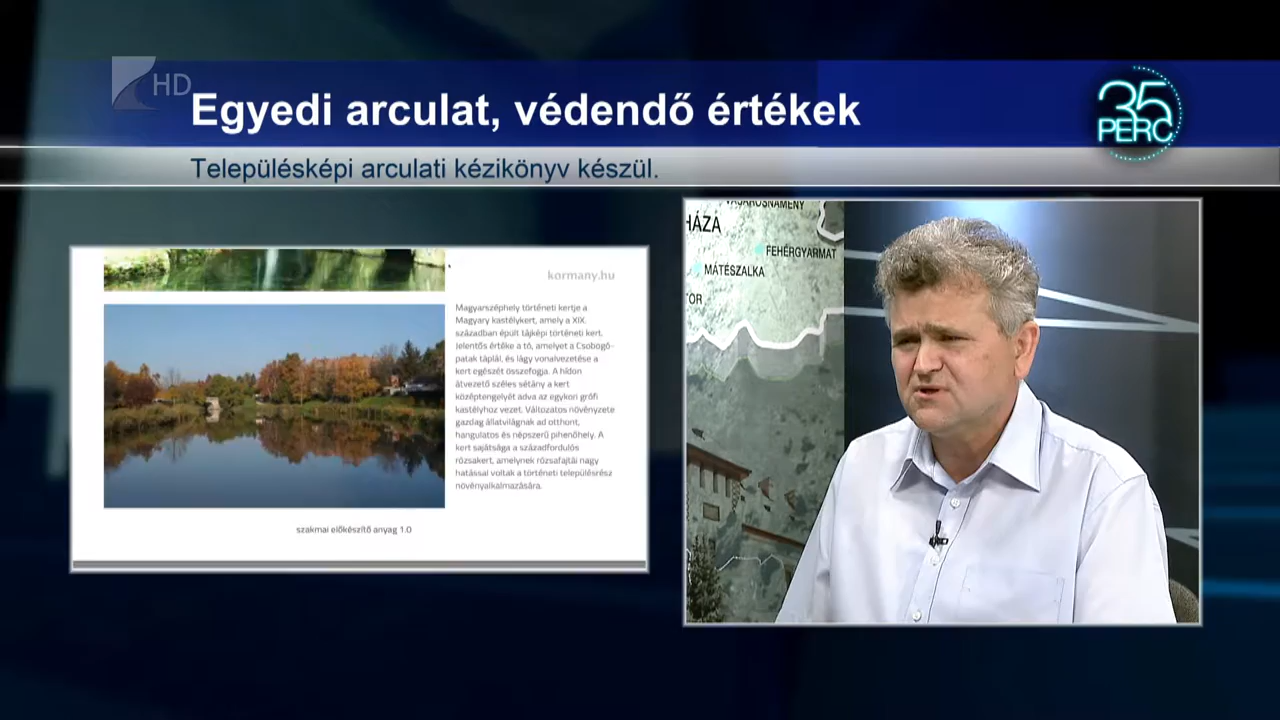 HD
Egyedi arculat, védendő értékek
35
PERC
Településképi arculati kézikönyv készül.
kormany.hu
Magyarszéphely történeti kertje a
Magyary kastélykert, amely a XIX.
században épült tájképi történeti kert.
Jelentős értéke a tó, amelyet a Csobogó-
patak táplál, és lágy vonalvezetése a
kert egészét összefogja. A hídon
átvezető széles sétány a kert
középtengelyét adva az egykori grófi
kastélyhoz vezet. Változatos növényzete
gazdag állatvilágnak ad otthont,
hangulatos és népszerű pihenőhely. A
kert sajátsága a századfordulós
rózsakert, amelynek rózsafajtái nagy
hatással voltak a történeti településrész
növényalkalmazására.
szakmai előkészítő anyag 1.0
VÁSÁROSNAMÉNY
HÁZA
FEHÉRGYARMAT
MÁTÉSZALKA
TOR